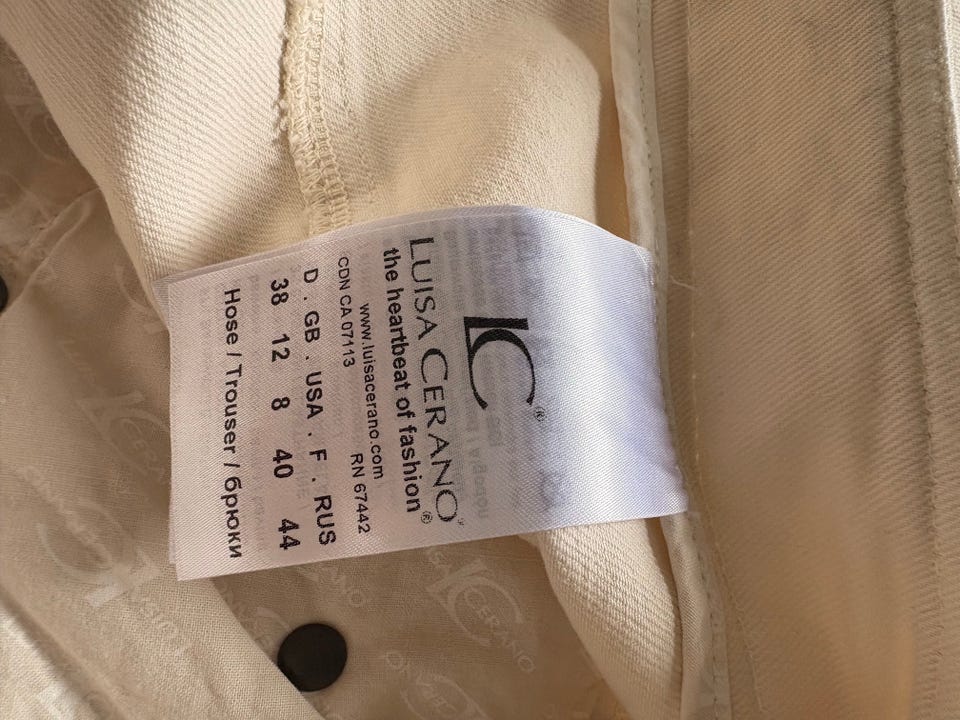 LC®
LUISA CERANO®
the heartbeat of fashion®
www.luisacerano.com
CDN CA 07113 RN 67442
D . GB . USA . F . RUS
38 12 8 40 44
Hose / Trouser / брюки
CERANO